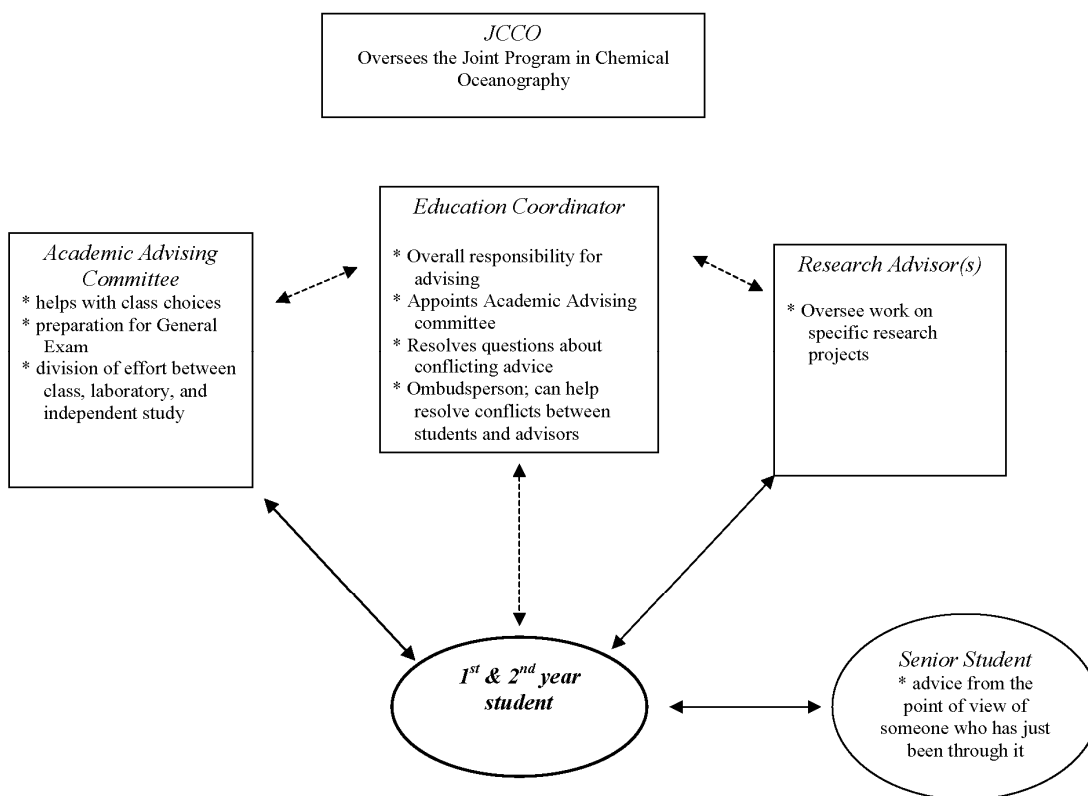 JCCO
Oversees the Joint Program in Chemical
Oceanography
Education Coordinator
* Overall responsibility for
advising
* Appoints Academic Advising
committee
* Resolves questions about
conflicting advice
* Ombudsperson; can help
resolve conflicts between
students and advisors
Academic Advising
Committee
* helps with class choices
* preparation for General
Exam
* division of effort between
class, laboratory, and
independent study
Research Advisor(s)
* Oversee work on
specific research
projects
1st & 2nd year
student
Senior Student
* advice from the
point of view of
someone who has just
been through it